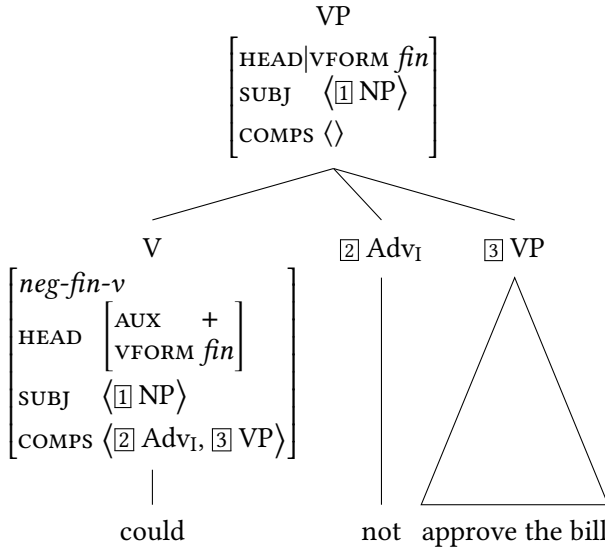 VP
[HEAD|VFORM fin
SUBJ ⟨[1] NP⟩
COMPS ⟨⟩]
V [2] Adv_I [3] VP
[neg-fin-v
HEAD [AUX +
VFORM fin]
SUBJ ⟨[1] NP⟩
COMPS ⟨[2] Adv_I, [3] VP⟩]
could not approve the bill